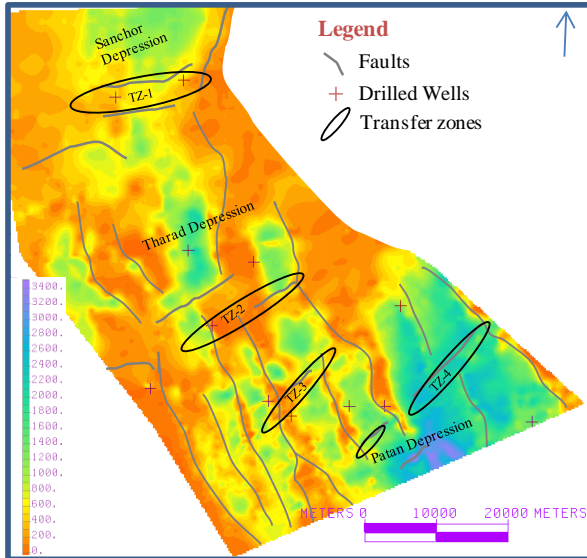 Sanchor
Depression
TZ-1
Legend
Faults
Drilled Wells
Transfer zones
Tharad Depression
TZ-2
TZ-3
TZ-4
Patan Depression
3400.
3200.
3000.
2800.
2600.
2400.
2200.
2000.
1800.
1600.
1400.
1200.
1000.
800.
600.
400.
200.
0.
METERS 0 10000 20000 METERS